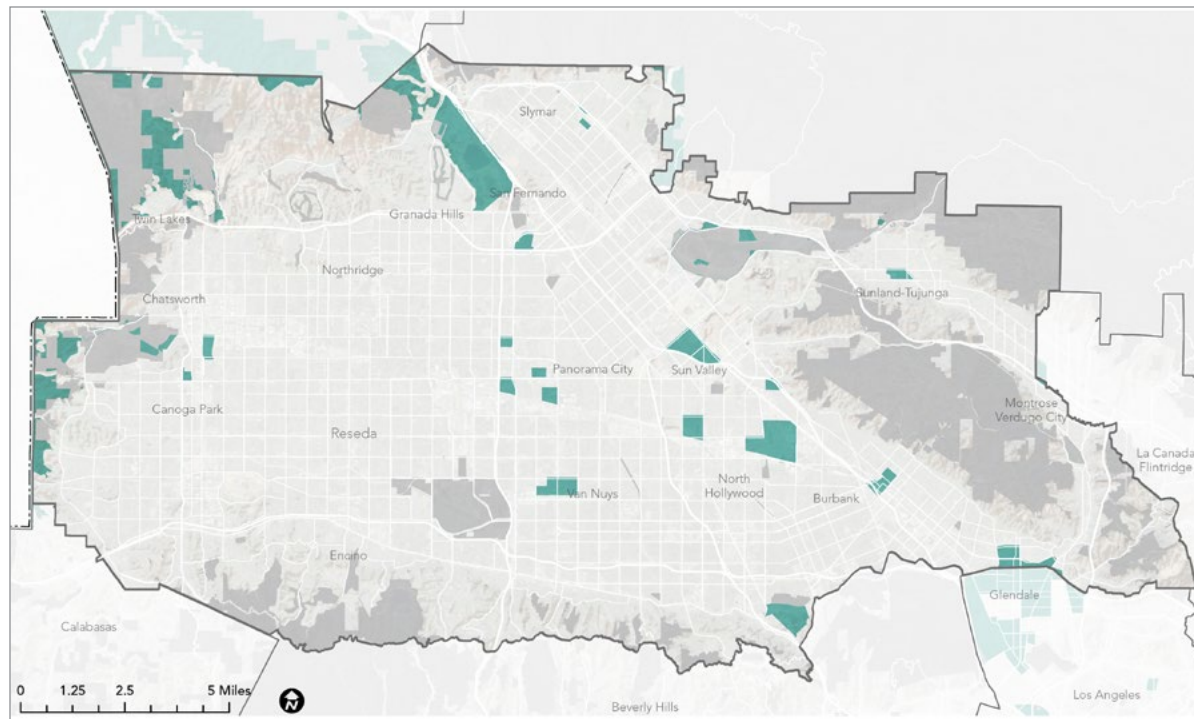 Slymar
San Fernando
Twin Lakes
Granada Hills
Northridge
Sunland-Tujunga
Chatsworth
Panorama City
Sun Valley
Canoga Park
Montrose
Verdugo City
Reseda
La Canada
Flintridge
Van Nuys
North
Hollywood
Burbank
Encino
Glendale
Calabasas
0 1.25 2.5 5 Miles
N
Los Angeles
Beverly Hills